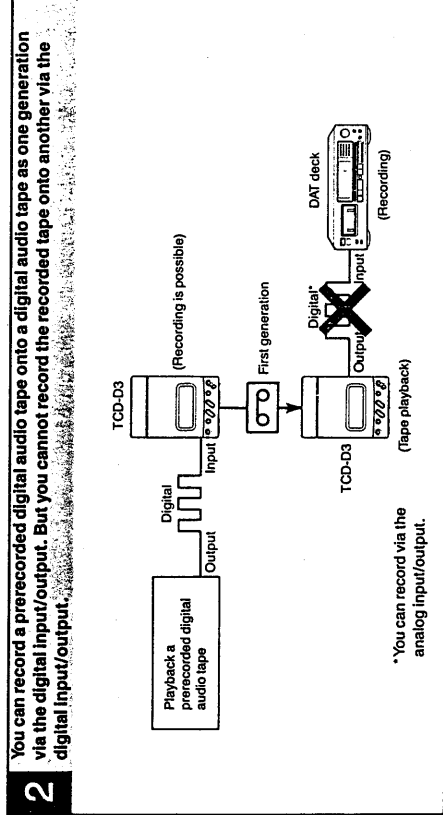 2
You can record a prerecorded digital audio tape onto a digital audio tape as one generation
via the digital input/output. But you cannot record the recorded tape onto another via the
digital input/output.
TCD-D3
(Recording is possible)
Digital
Output
Input
Playback a
prerecorded digital
audio tape
First generation
Digital*
Output
Input
DAT deck
(Recording)
TCD-D3
(Tape playback)
*You can record via the
analog input/output.